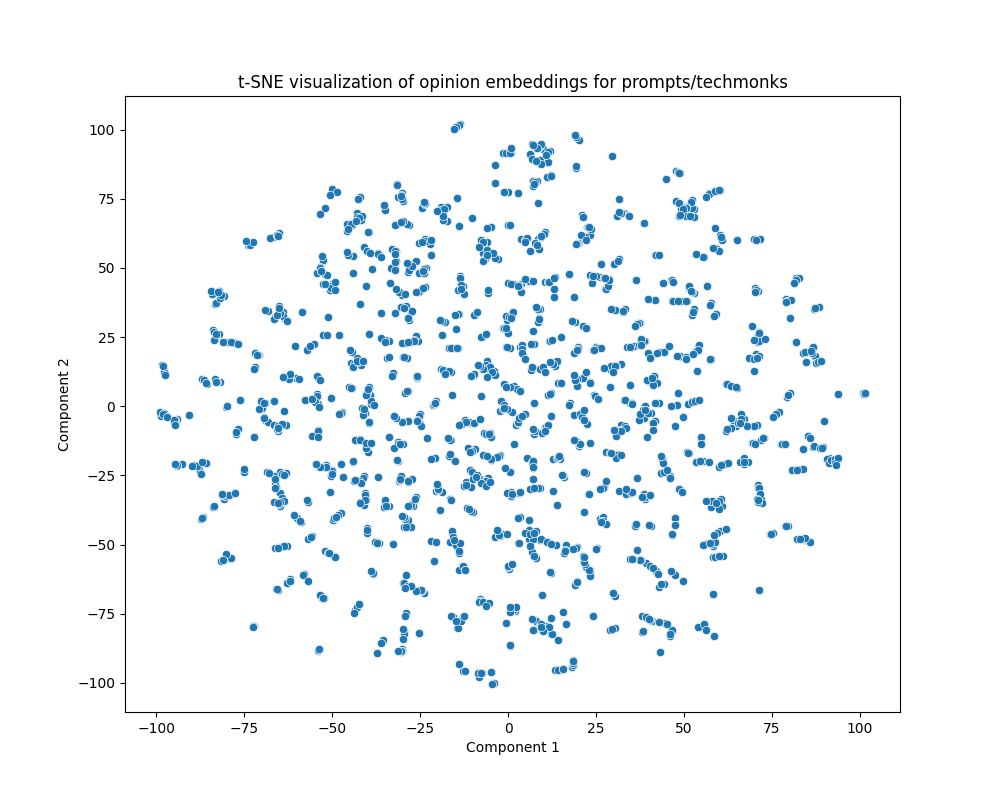 t-SNE visualization of opinion embeddings for prompts/techmonks
100
75
50
25
0
−25
−50
−75
−100
Component 2
−100 −75 −50 −25 0 25 50 75 100
Component 1